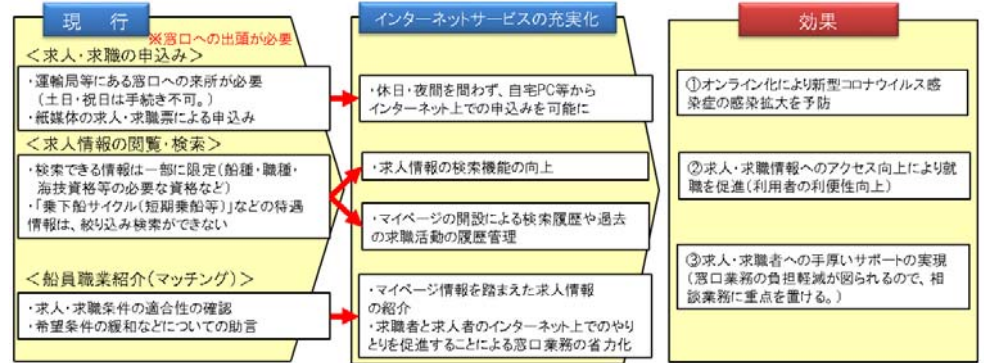 現 行
※窓口への出頭が必要
<求人・求職の申込み>
・運輸局等にある窓口への来所が必要
(土日・祝日は手続き不可。)
・紙媒体の求人・求職票による申込み
<求人情報の閲覧・検索>
・検索できる情報は一部に限定(船種・職種・
海技資格等の必要な資格など)
・「乗下船サイクル(短期乗船等)」などの待遇
情報は、絞り込み検索ができない
<船員職業紹介(マッチング)>
・求人・求職条件の適合性の確認
・希望条件の緩和などについての助言
インターネットサービスの充実化
・休日・夜間を問わず、自宅PC等から
インターネット上での申込みを可能に
・求人情報の検索機能の向上
・マイページの開設による検索履歴や過去
の求職活動の履歴管理
・マイページ情報を踏まえた求人情報
の紹介
・求職者と求人者のインターネット上でのやり
とりを促進することによる窓口業務の省力化
効果
①オンライン化により新型コロナウイルス感
染症の感染拡大を予防
②求人・求職情報へのアクセス向上により就
職を促進(利用者の利便性向上)
③求人・求職者への手厚いサポートの実現
(窓口業務の負担軽減が図られるので、相
談業務に重点を置ける。)